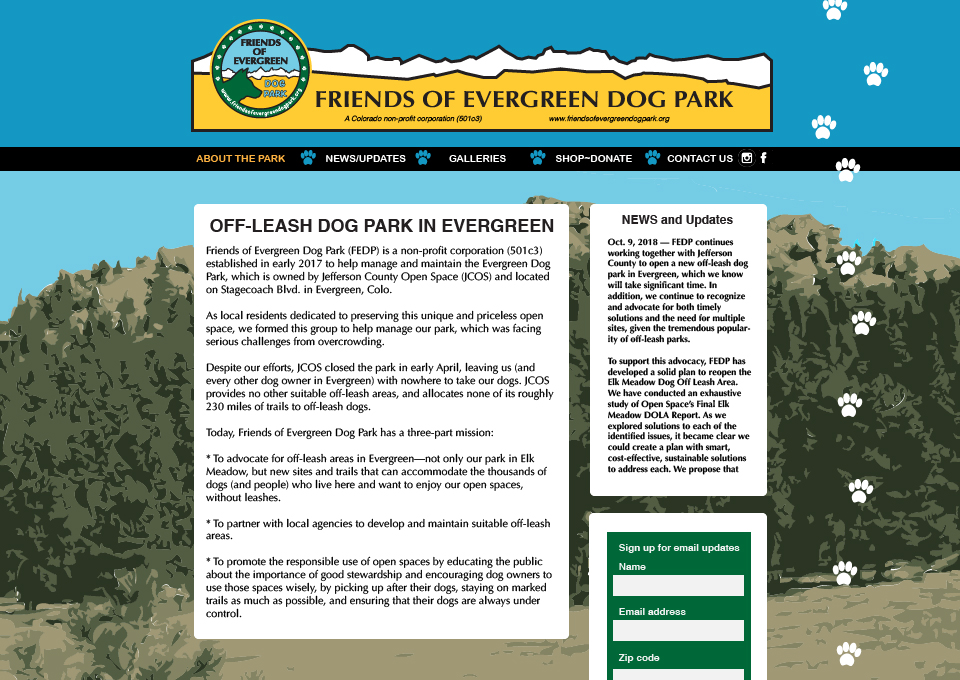 FRIENDS
OF
EVERGREEN
DOG
PARK
www.friendsofevergreendogpark.org
FRIENDS OF EVERGREEN DOG PARK
A Colorado non-profit corporation (501c3) www.friendsofevergreendogpark.org
ABOUT THE PARK NEWS/UPDATES GALLERIES SHOP~DONATE CONTACT US
OFF-LEASH DOG PARK IN EVERGREEN
Friends of Evergreen Dog Park (FEDP) is a non-profit corporation (501c3)
established in early 2017 to help manage and maintain the Evergreen Dog
Park, which is owned by Jefferson County Open Space (JCOS) and located
on Stagecoach Blvd. in Evergreen, Colo.
As local residents dedicated to preserving this unique and priceless open
space, we formed this group to help manage our park, which was facing
serious challenges from overcrowding.
Despite our efforts, JCOS closed the park in early April, leaving us (and
every other dog owner in Evergreen) with nowhere to take our dogs. JCOS
provides no other suitable off-leash areas, and allocates none of its roughly
230 miles of trails to off-leash dogs.
Today, Friends of Evergreen Dog Park has a three-part mission:
* To advocate for off-leash areas in Evergreen—not only our park in Elk
Meadow, but new sites and trails that can accommodate the thousands of
dogs (and people) who live here and want to enjoy our open spaces,
without leashes.
* To partner with local agencies to develop and maintain suitable off-leash
areas.
* To promote the responsible use of open spaces by educating the public
about the importance of good stewardship and encouraging dog owners to
use those spaces wisely, by picking up after their dogs, staying on marked
trails as much as possible, and ensuring that their dogs are always under
control.
NEWS and Updates
Oct. 9, 2018 — FEDP continues
working together with Jefferson
County to open a new off-leash dog
park in Evergreen, which we know
will take significant time. In
addition, we continue to recognize
and advocate for both timely
solutions and the need for multiple
sites, given the tremendous popular-
ity of off-leash parks.
To support this advocacy, FEDP has
developed a solid plan to reopen the
Elk Meadow Dog Off Leash Area.
We have conducted an exhaustive
study of Open Space's Final Elk
Meadow DOLA Report. As we
explored solutions to each of the
identified issues, it became clear we
could create a plan with smart,
cost-effective, sustainable solutions
to address each. We propose that
Sign up for email updates
Name
Email address
Zip code